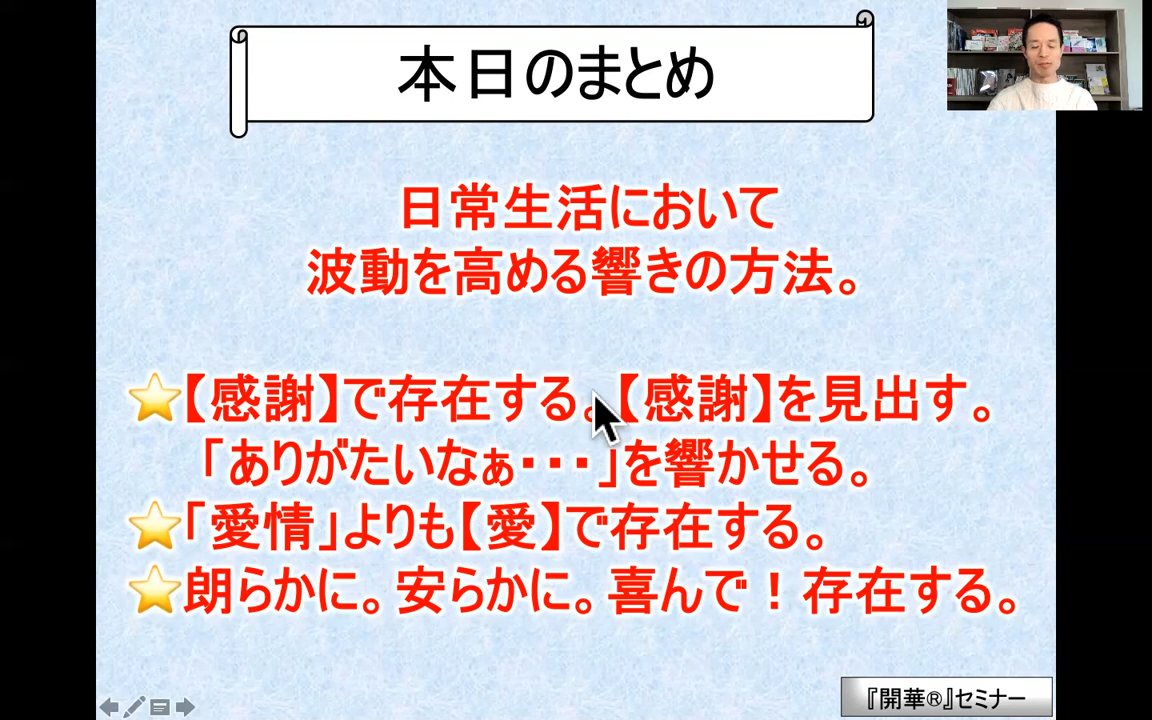 本日のまとめ
日常生活において
波動を高める響きの方法。
⭐【感謝】で存在する。【感謝】を見出す。
「ありがたいなぁ・・・」を響かせる。
⭐「愛情」よりも【愛】で存在する。
⭐朗らかに。安らかに。喜んで！存在する。
『開華®』セミナー